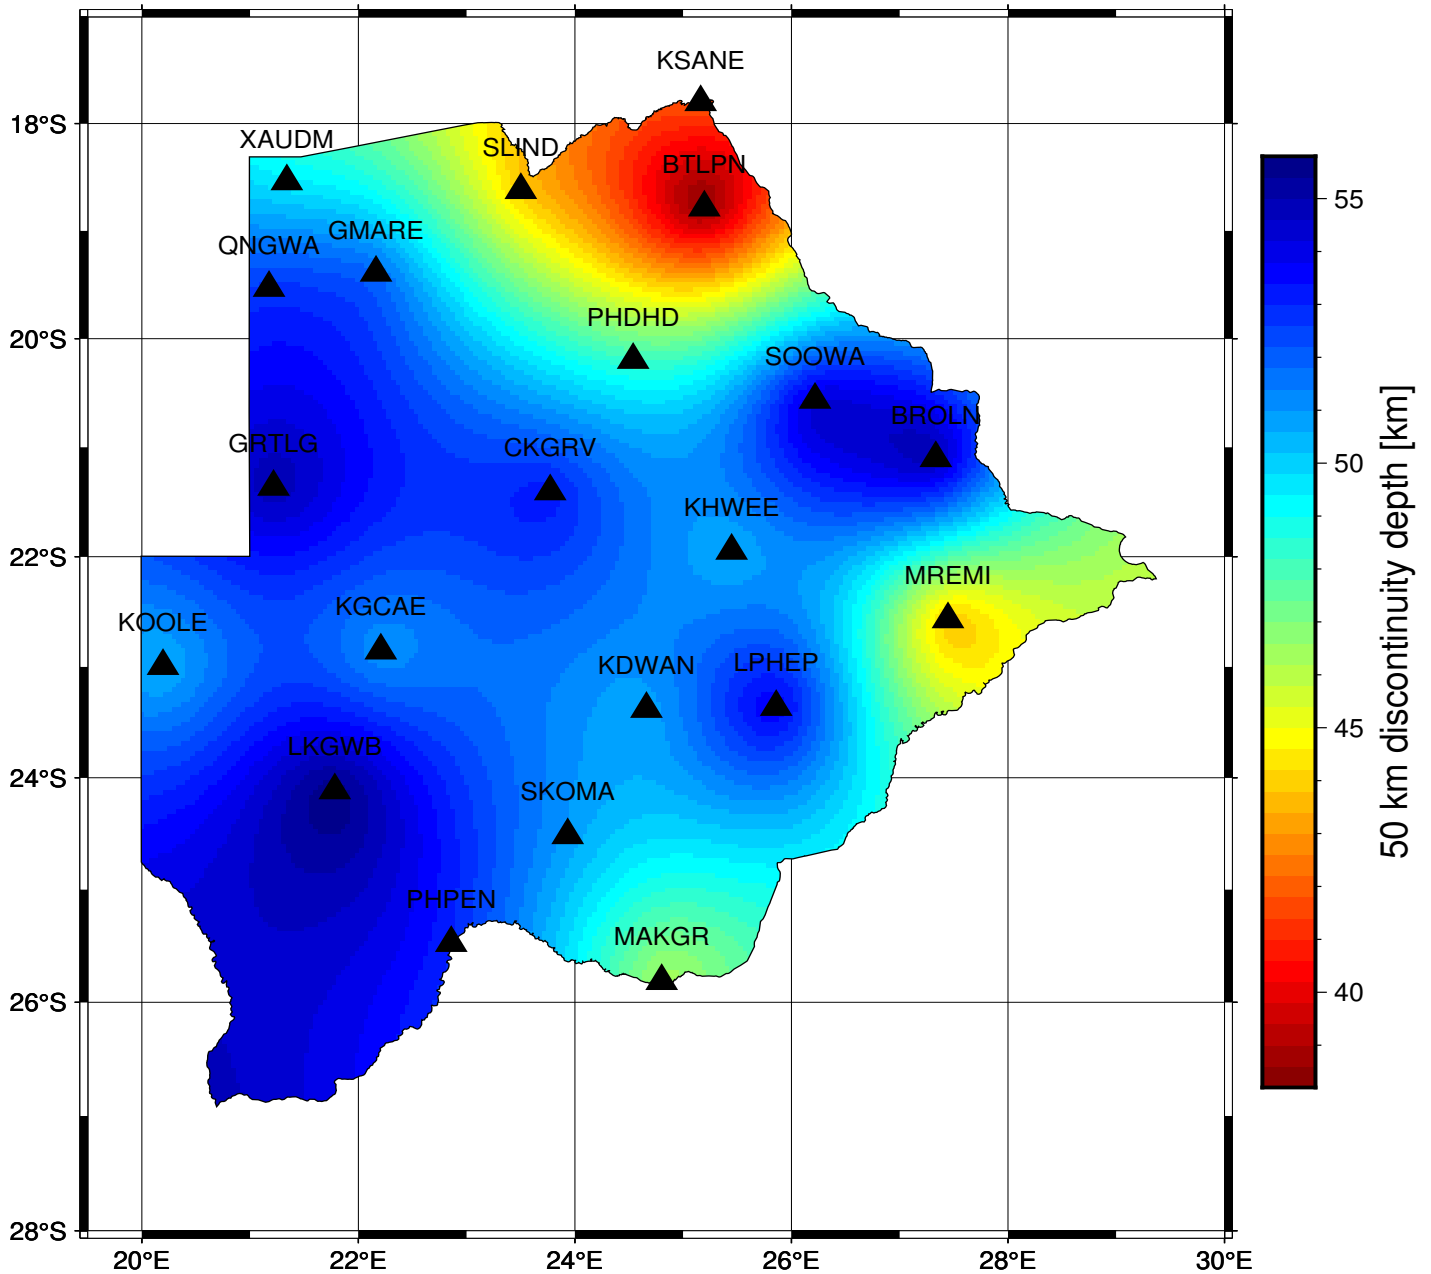 KSANE
18°S
XAUDM
SLIND
BTLPN
55
GMARE
QNGWA
PHDHD
20°S
SOOWA
BROLN
GRTLG
CKGRV
50
KHWEE
22°S
MREMI
KGCAE
KOOLE
KDWAN
LPHEP
45
LKGWB
24°S
SKOMA
PHPEN
MAKGR
40
26°S
28°S
20°E
22°E
24°E
26°E
28°E
30°E
50 km discontinuity depth [km]